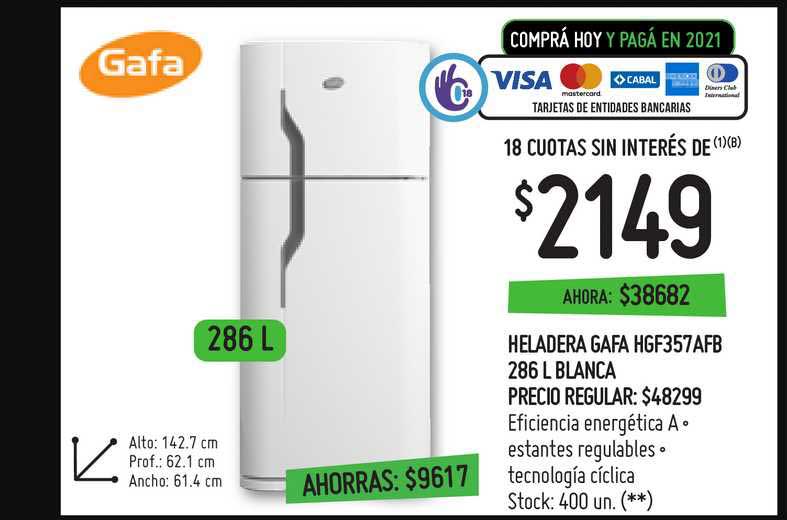 Gafa
COMPRÁ HOY Y PAGÁ EN 2021
18
VISA
mastercard.
CABAL
AMERICAN EXPRESS
Diners Club
International
TARJETAS DE ENTIDADES BANCARIAS
18 CUOTAS SIN INTERÉS DE (1)(B)
$2149
AHORA: $38682
286 L
HELADERA GAFA HGF357AFB
286 L BLANCA
PRECIO REGULAR: $48299
Eficiencia energética A •
estantes regulables •
tecnología cíclica
Stock: 400 un. (**)
Alto: 142.7 cm
Prof.: 62.1 cm
Ancho: 61.4 cm
AHORRAS: $9617